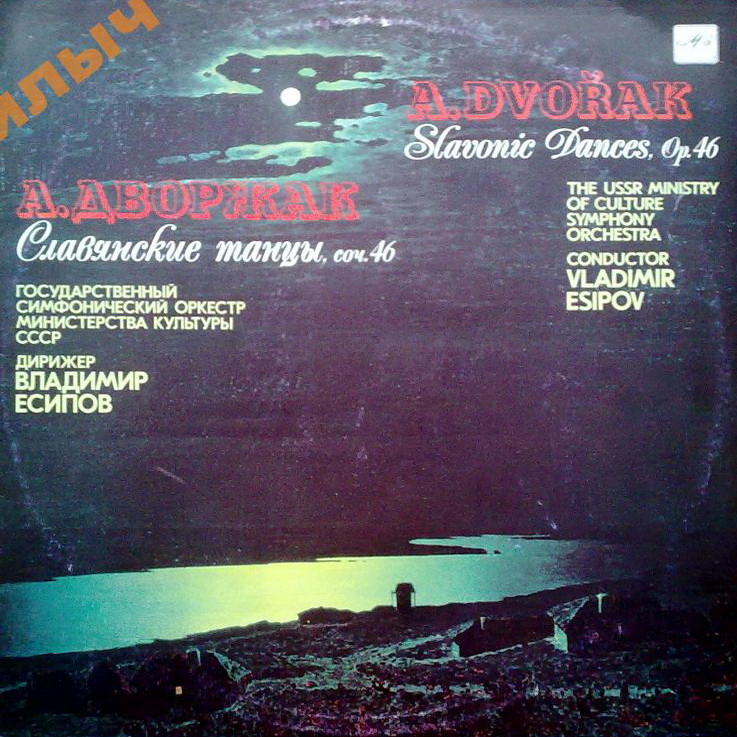 илыч
A.DVOŘAK
Slavonic Dances, Op.46
THE USSR MINISTRY
OF CULTURE
SYMPHONY
ORCHESTRA
CONDUCTOR
VLADIMIR
ESIPOV
А.ДВОРЖАК
Славянские танцы, соч.46
ГОСУДАРСТВЕННЫЙ
СИМФОНИЧЕСКИЙ ОРКЕСТР
МИНИСТЕРСТВА КУЛЬТУРЫ
СССР
ДИРИЖЕР
ВЛАДИМИР
ЕСИПОВ